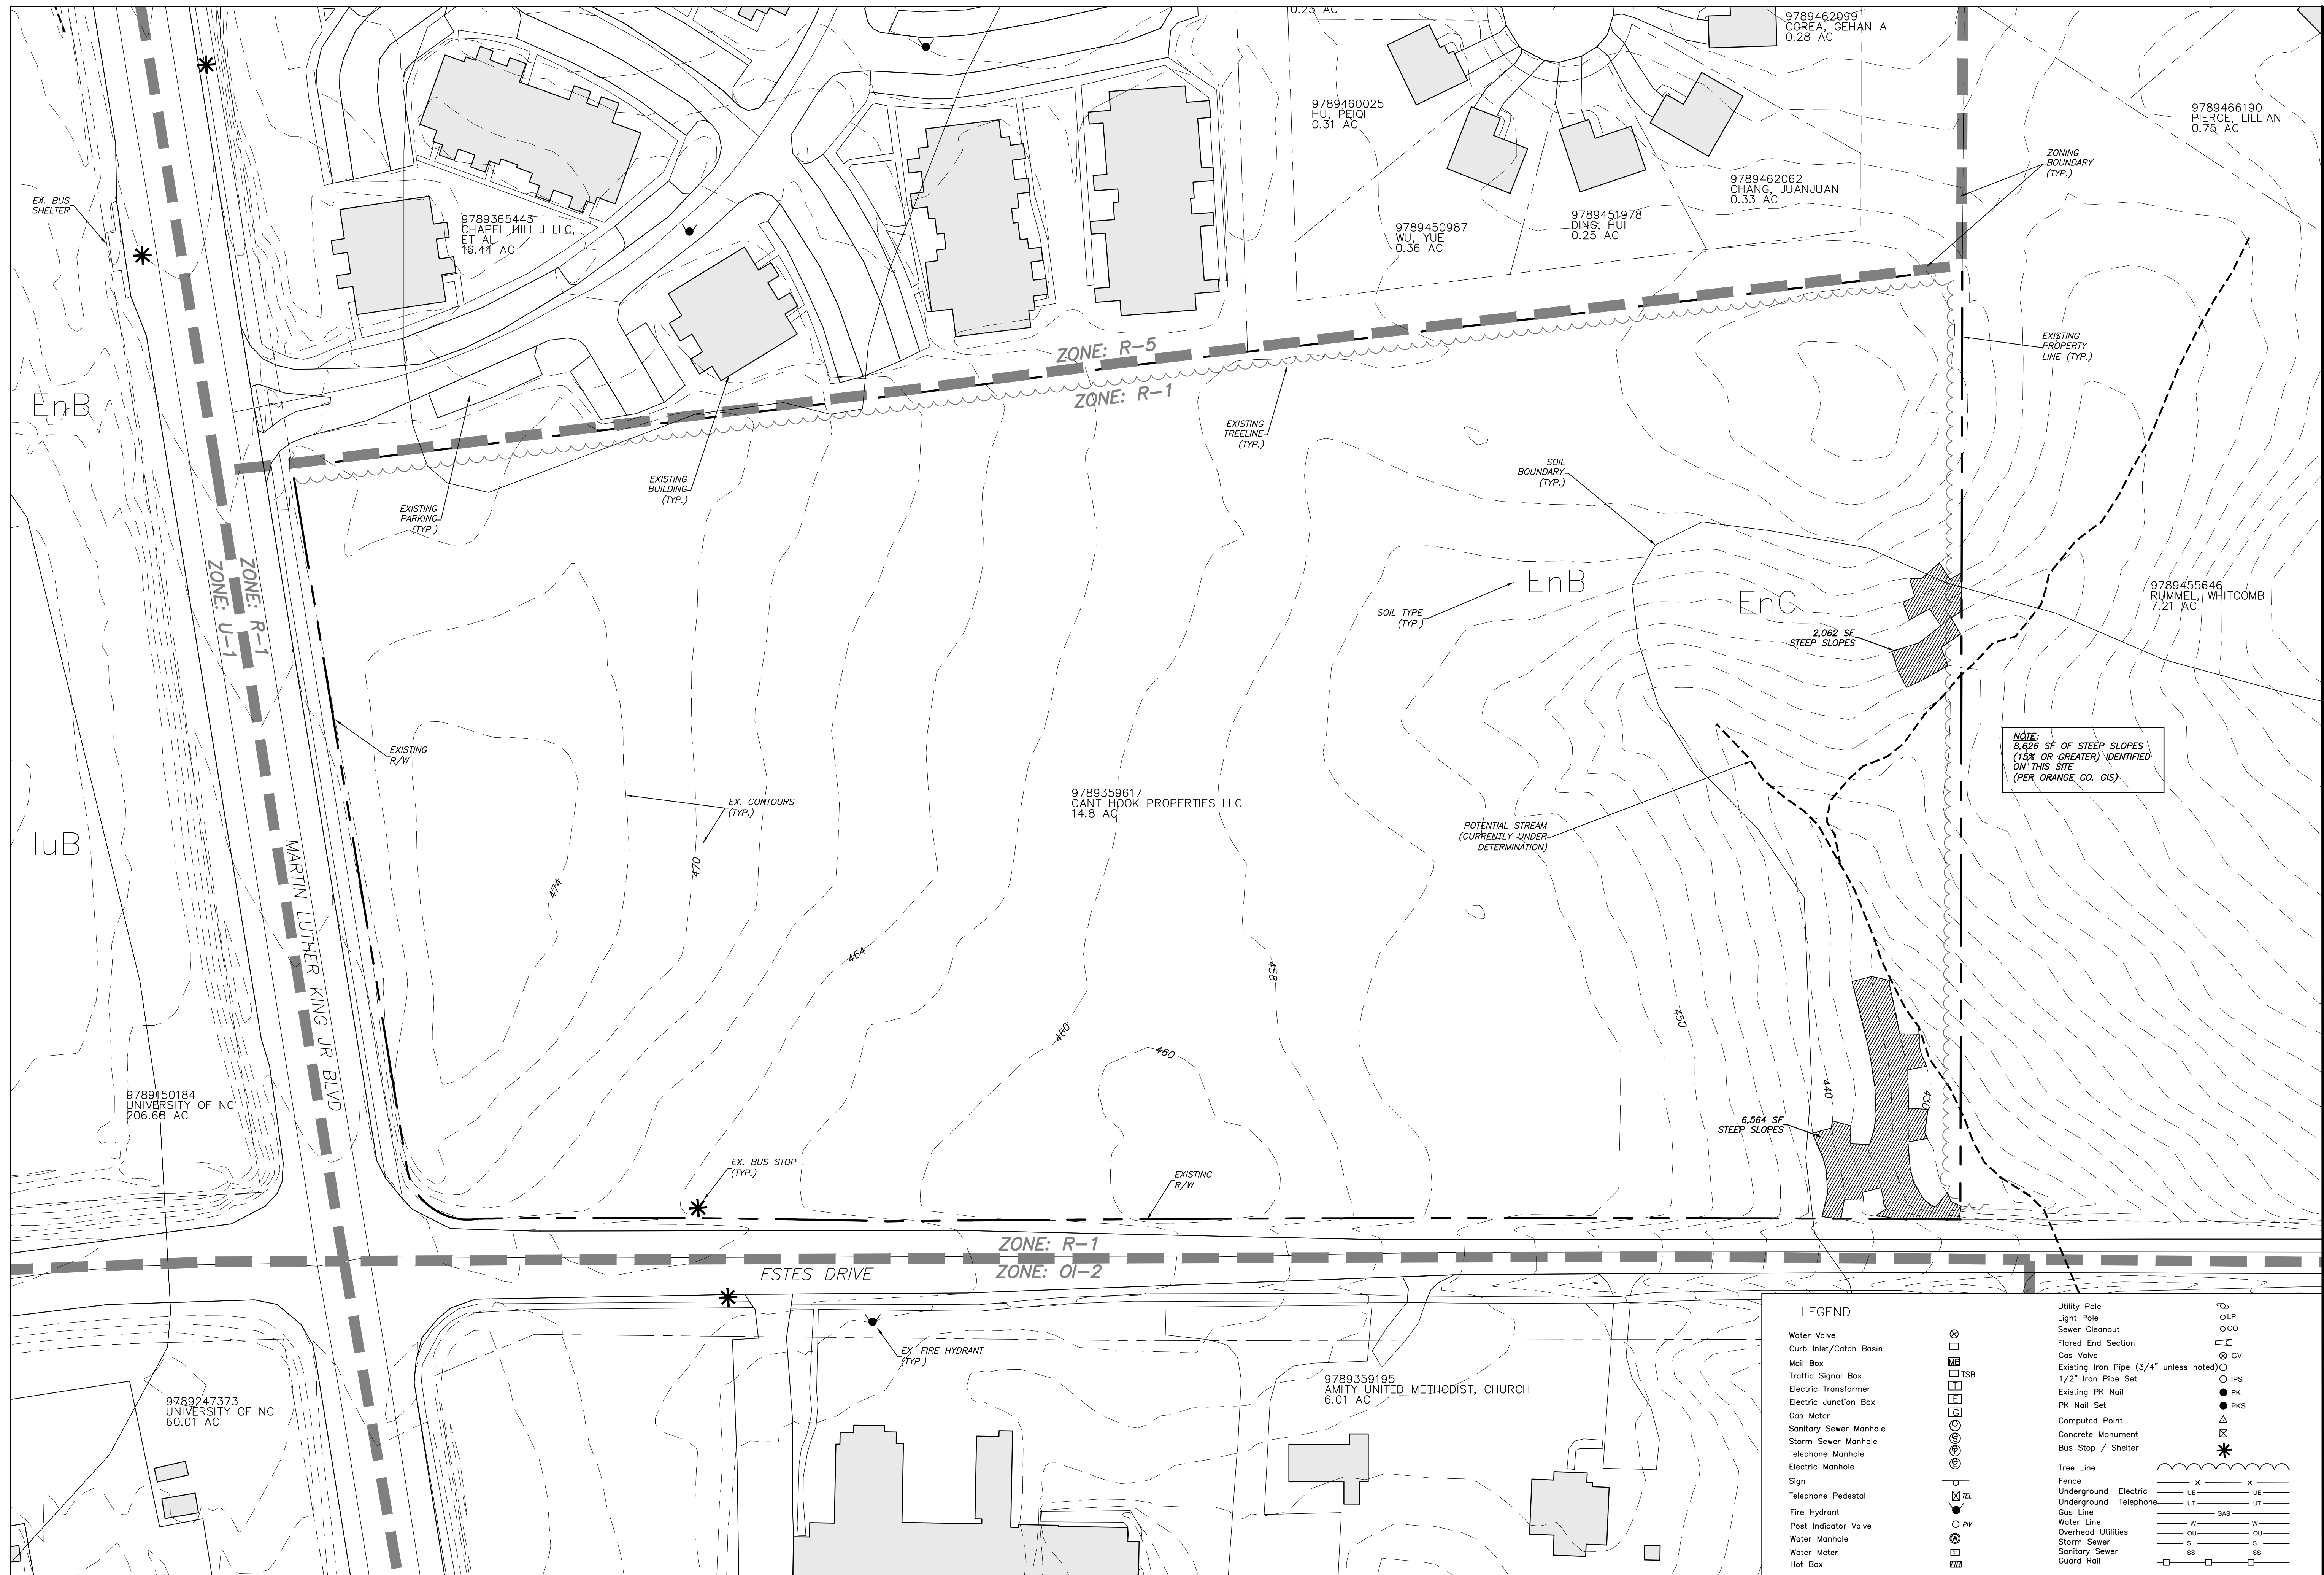 0.25 AC
9789462099
COREA, GEHAN A
0.28 AC
9789460025
HU, PEIQI
0.31 AC
9789466190
PIERCE, LILLIAN
0.75 AC
ZONING
BOUNDARY
(TYP.)
9789462062
CHANG, JUANJUAN
0.33 AC
EX. BUS
SHELTER
9789365443
CHAPEL HILL I LLC,
ET AL
16.44 AC
9789450987
WU, YUE
0.36 AC
9789451978
DING, HUI
0.25 AC
EXISTING
PROPERTY
LINE (TYP.)
ZONE: R-5
ZONE: R-1
EnB
EXISTING
TREELINE
(TYP.)
SOIL
BOUNDARY
(TYP.)
EXISTING
BUILDING
(TYP.)
EXISTING
PARKING
(TYP.)
ZONE: R-1
ZONE: U-1
EnB
EnC
SOIL TYPE
(TYP.)
9789455646
RUMMEL, WHITCOMB
7.21 AC
2,062 SF
STEEP SLOPES
EXISTING
R/W
NOTE:
8,626 SF OF STEEP SLOPES
(15% OR GREATER) IDENTIFIED
ON THIS SITE
(PER ORANGE CO. GIS)
EX. CONTOURS
(TYP.)
9789359617
CANT HOOK PROPERTIES LLC
14.8 AC
POTENTIAL STREAM
(CURRENTLY UNDER
DETERMINATION)
IuB
MARTIN LUTHER KING JR BLVD
470
474
464
458
460
460
450
440
430
9789150184
UNIVERSITY OF NC
206.68 AC
6,564 SF
STEEP SLOPES
EX. BUS STOP
(TYP.)
EXISTING
R/W
ZONE: R-1
ZONE: OI-2
ESTES DRIVE
EX. FIRE HYDRANT
(TYP.)
9789359195
AMITY UNITED METHODIST, CHURCH
6.01 AC
9789247373
UNIVERSITY OF NC
60.01 AC
LEGEND
Water Valve
Curb Inlet/Catch Basin
Mail Box MB
Traffic Signal Box TSB
Electric Transformer T
Electric Junction Box E
Gas Meter G
Sanitary Sewer Manhole
Storm Sewer Manhole
Telephone Manhole
Electric Manhole
Sign
Telephone Pedestal TEL
Fire Hydrant
Post Indicator Valve PIV
Water Manhole
Water Meter
Hot Box HB
Utility Pole
Light Pole LP
Sewer Cleanout CO
Flared End Section
Gas Valve GV
Existing Iron Pipe (3/4" unless noted)
1/2" Iron Pipe Set IPS
Existing PK Nail PK
PK Nail Set PKS
Computed Point
Concrete Monument
Bus Stop / Shelter
Tree Line
Fence X X
Underground Electric UE UE
Underground Telephone UT UT
Gas Line GAS
Water Line W W
Overhead Utilities OU OU
Storm Sewer S S
Sanitary Sewer SS SS
Guard Rail